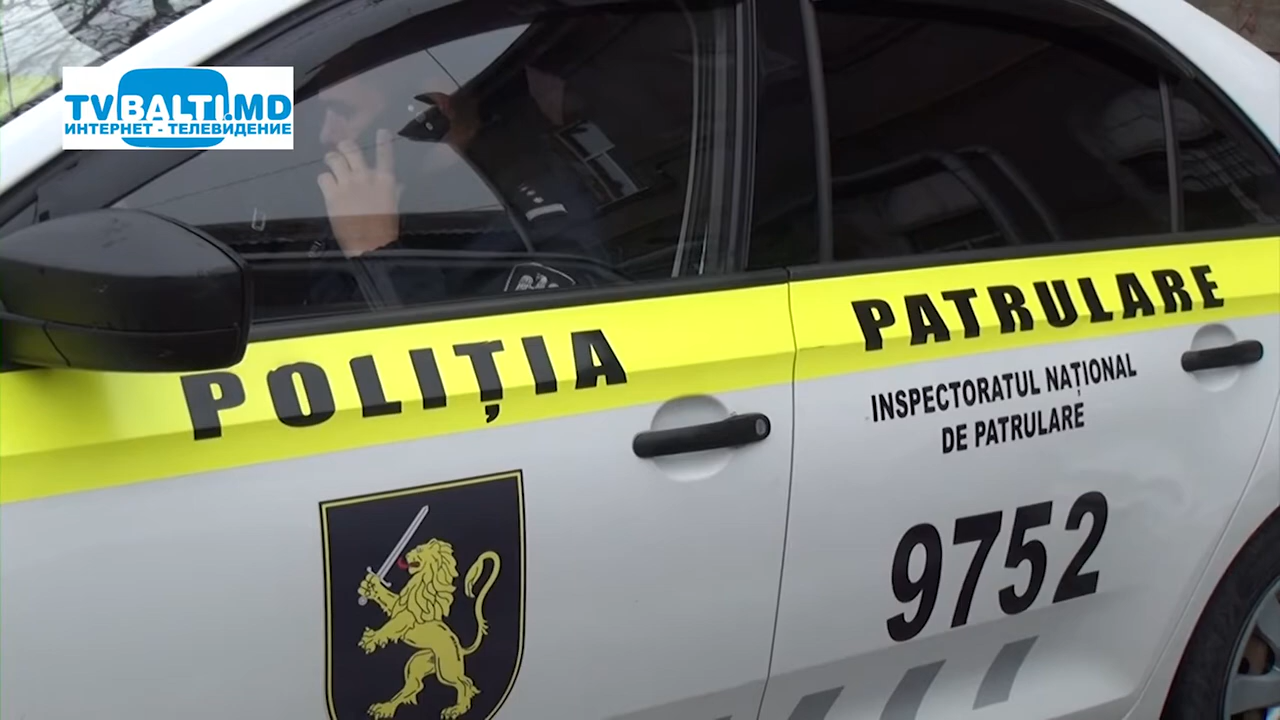 TVBALTI.MD
ИНТЕРНЕТ - ТЕЛЕВИДЕНИЕ
POLIȚIA
PATRULARE
INSPECTORATUL NAȚIONAL
DE PATRULARE
9752